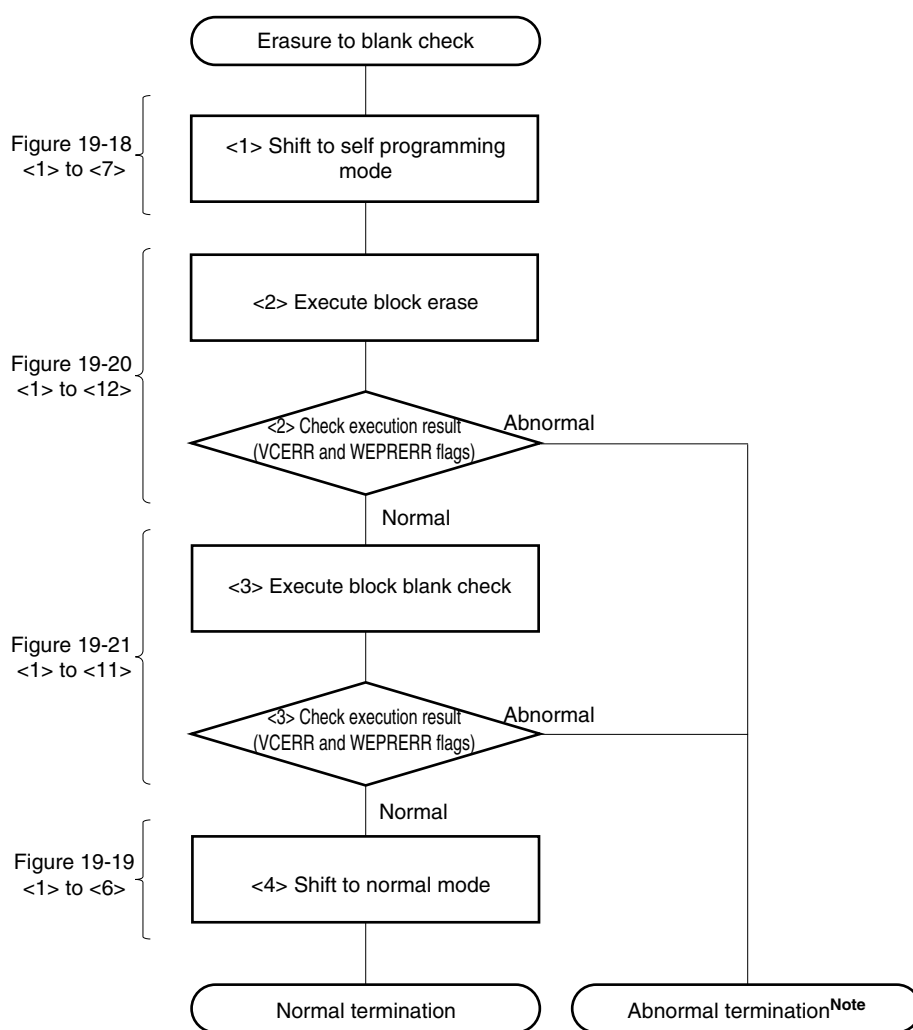 Erasure to blank check
Figure 19-18
<1> to <7>
<1> Shift to self programming
mode
Figure 19-20
<1> to <12>
<2> Execute block erase
<2> Check execution result
(VCERR and WEPRERR flags)
Abnormal
Normal
Figure 19-21
<1> to <11>
<3> Execute block blank check
<3> Check execution result
(VCERR and WEPRERR flags)
Abnormal
Normal
Figure 19-19
<1> to <6>
<4> Shift to normal mode
Normal termination
Abnormal termination Note